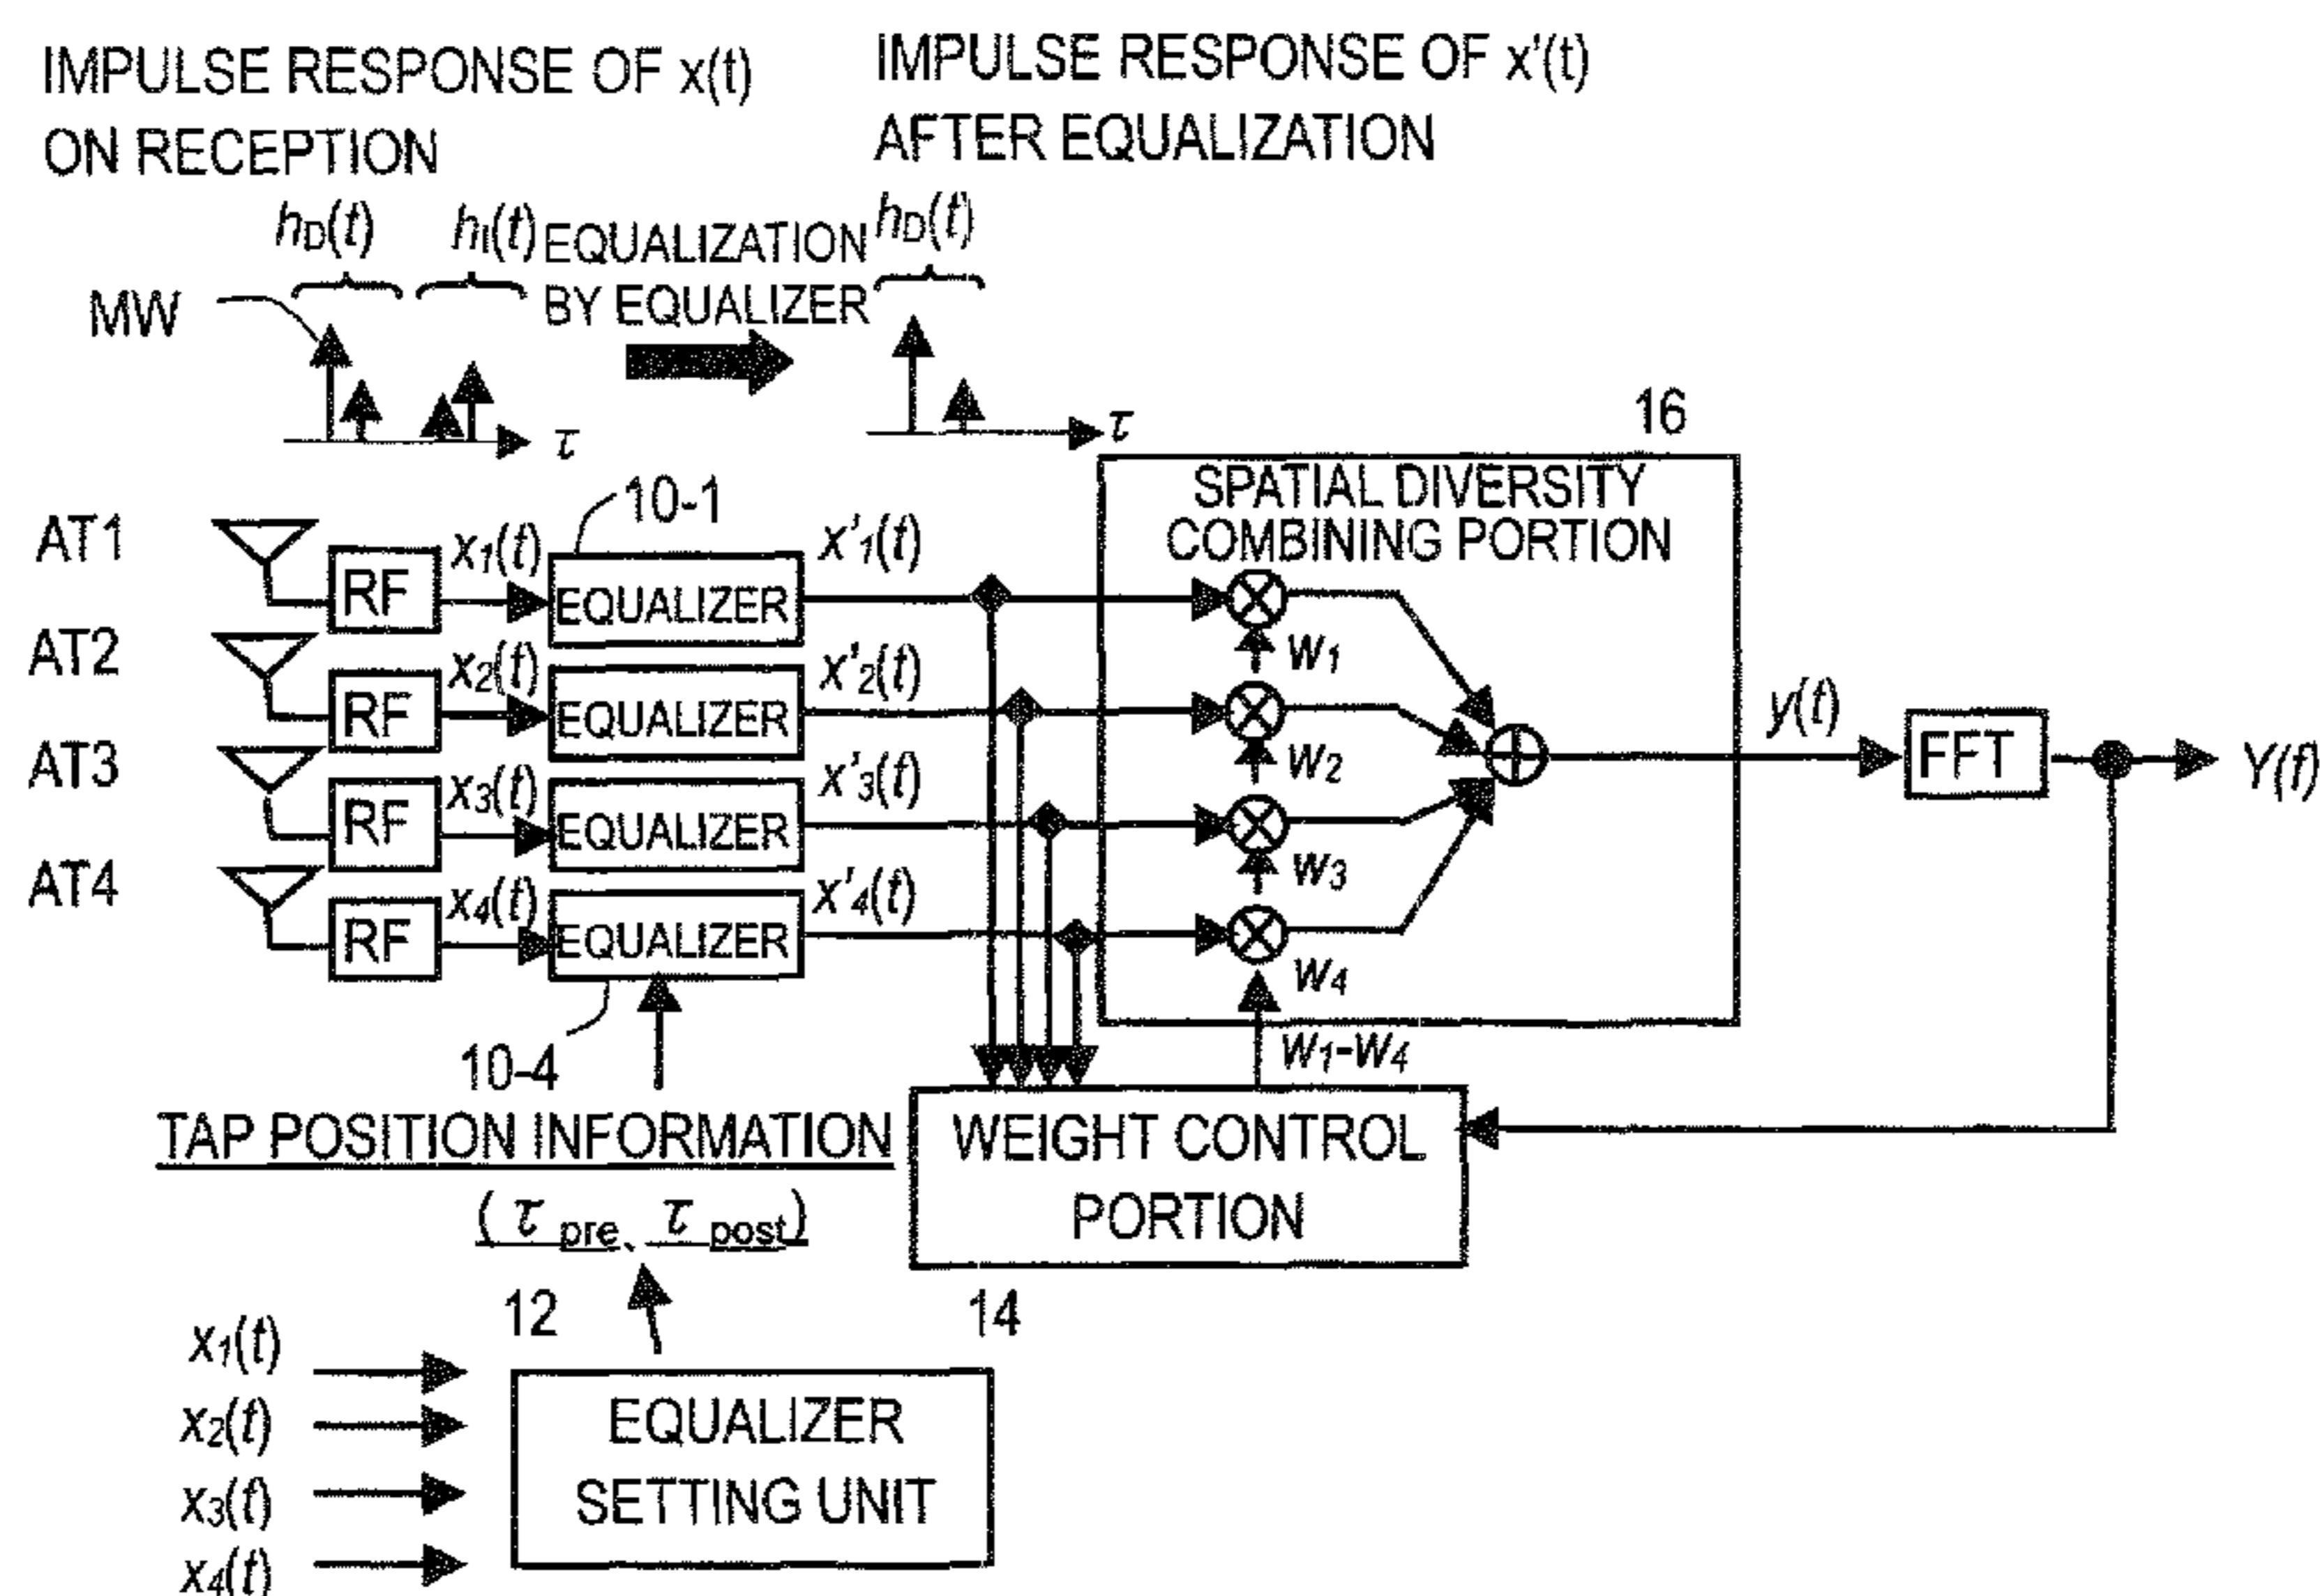 IMPULSE RESPONSE OF x(t)
ON RECEPTION
IMPULSE RESPONSE OF x'(t)
AFTER EQUALIZATION
hD(t)
hI(t)
EQUALIZATION
BY EQUALIZER
hD(t)
MW
τ
τ
16
SPATIAL DIVERSITY
COMBINING PORTION
AT1
RF
x1(t)
10-1
EQUALIZER
x'1(t)
w1
AT2
RF
x2(t)
EQUALIZER
x'2(t)
w2
y(t)
FFT
Y(f)
AT3
RF
x3(t)
EQUALIZER
x'3(t)
w3
AT4
RF
x4(t)
EQUALIZER
x'4(t)
w4
10-4
w1-w4
TAP POSITION INFORMATION
(τpre、τpost)
WEIGHT CONTROL
PORTION
12
14
x1(t)
x2(t)
x3(t)
x4(t)
EQUALIZER
SETTING UNIT